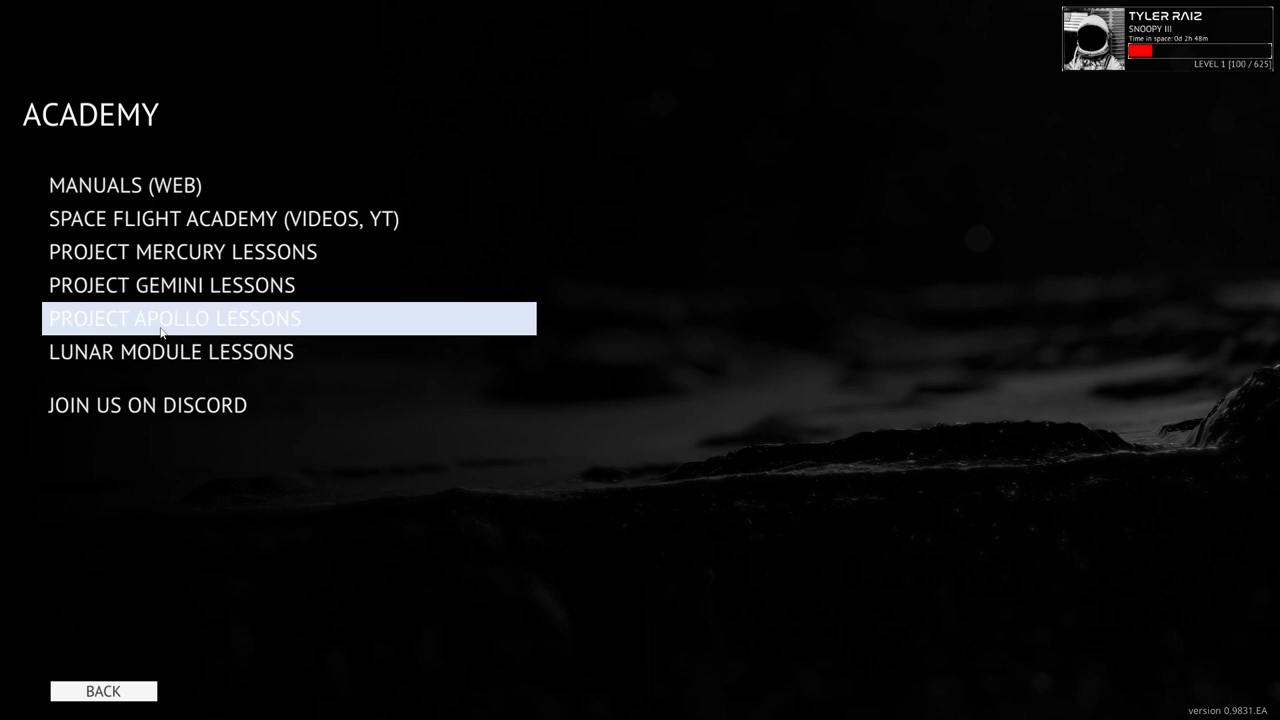 TYLER RAIZ
SNOOPY III
Time in space: 0d 2h 48m
LEVEL 1 [100 / 625]
ACADEMY
MANUALS (WEB)
SPACE FLIGHT ACADEMY (VIDEOS, YT)
PROJECT MERCURY LESSONS
PROJECT GEMINI LESSONS
PROJECT APOLLO LESSONS
LUNAR MODULE LESSONS
JOIN US ON DISCORD
BACK
version 0.9831.EA